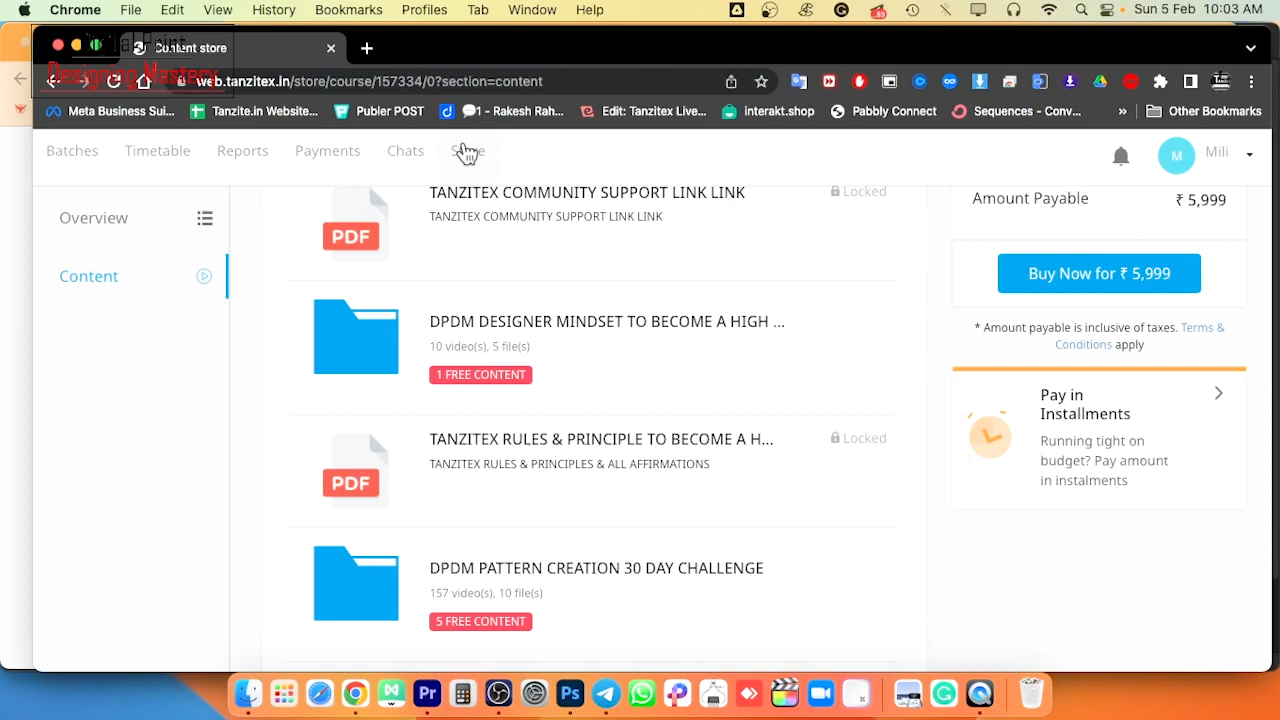 Chrome File Edit View History Bookmarks Profiles Tab Window Help Sun 5 Feb 10:03 AM
Content store
Designing Mastery
web.tanzitex.in/store/course/157334/0?section=content
Meta Business Sui... Tanzite.in Website... Publer POST 1 - Rakesh Rah... Edit: Tanzitex Live... interakt.shop Pabbly Connect Sequences - Conv... » Other Bookmarks
Batches Timetable Reports Payments Chats M Mili
Overview
Content
TANZITEX COMMUNITY SUPPORT LINK LINK
Locked
TANZITEX COMMUNITY SUPPORT LINK LINK
PDF
DPDM DESIGNER MINDSET TO BECOME A HIGH ...
10 video(s), 5 file(s)
1 FREE CONTENT
TANZITEX RULES & PRINCIPLE TO BECOME A H...
Locked
TANZITEX RULES & PRINCIPLES & ALL AFFIRMATIONS
PDF
DPDM PATTERN CREATION 30 DAY CHALLENGE
157 video(s), 10 file(s)
5 FREE CONTENT
Amount Payable ₹ 5,999
Buy Now for ₹ 5,999
* Amount payable is inclusive of taxes. Terms &
Conditions apply
Pay in
Installments
Running tight on
budget? Pay amount
in instalments
Pr
Ps